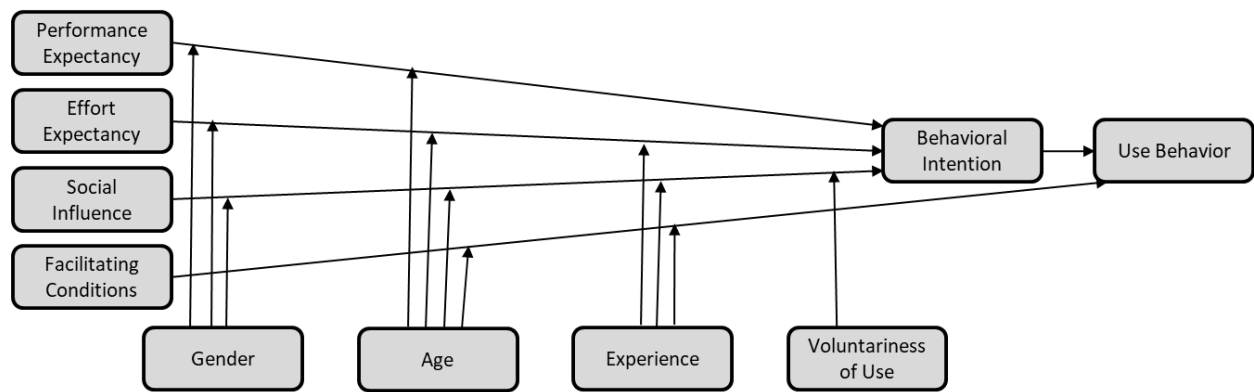 Performance
Expectancy
Effort
Expectancy
Social
Influence
Facilitating
Conditions
Behavioral
Intention
Use Behavior
Gender
Age
Experience
Voluntariness
of Use